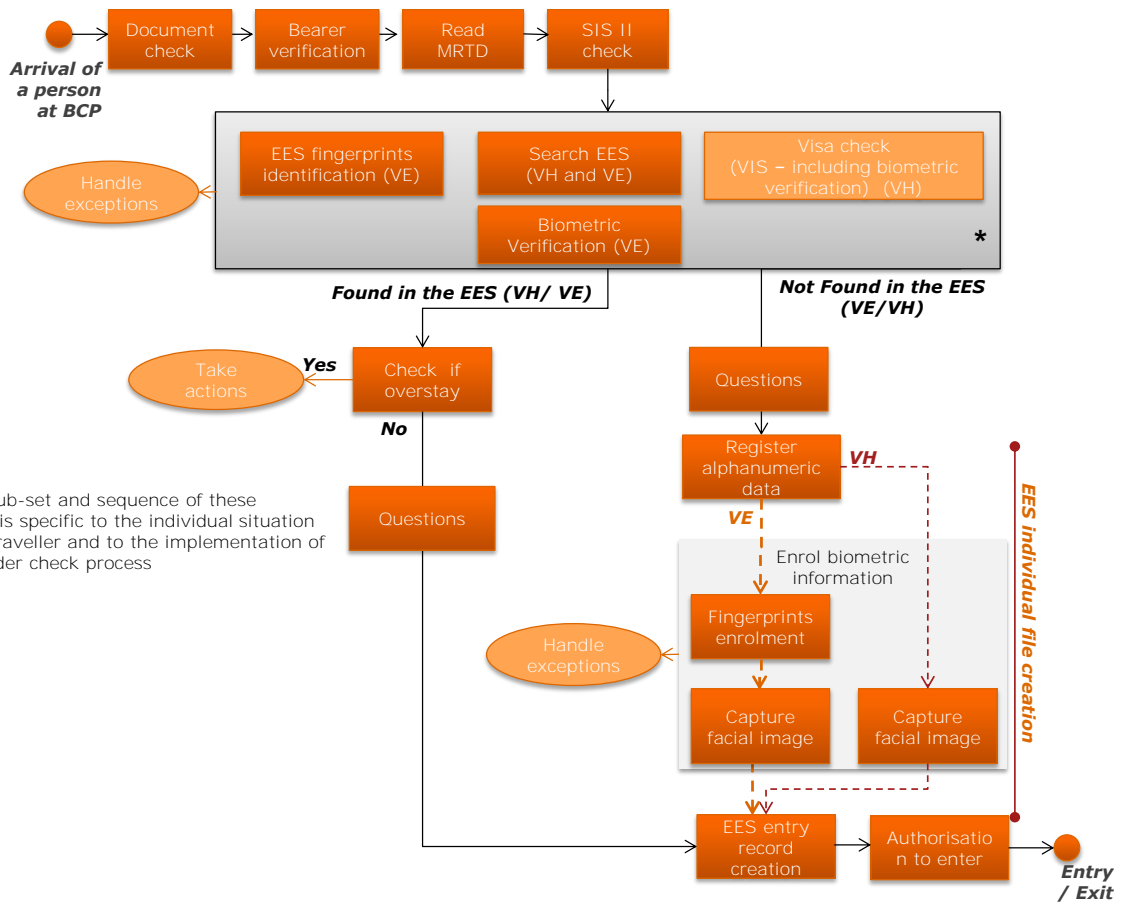 Document
check
Bearer
verification
Read
MRTD
SIS II
check
Arrival of
a person
at BCP
EES fingerprints
identification (VE)
Search EES
(VH and VE)
Visa check
(VIS – including biometric
verification) (VH)
Handle
exceptions
Biometric
Verification (VE)
*
Found in the EES (VH/ VE)
Not Found in the EES
(VE/VH)
Take
actions
Yes
Check if
overstay
Questions
No
Register
alphanumeric
data
VH
ub-set and sequence of these
is specific to the individual situation
raveller and to the implementation of
der check process
Questions
VE
Enrol biometric
information
Fingerprints
enrolment
Handle
exceptions
Capture
facial image
Capture
facial image
EES individual file creation
EES entry
record
creation
Authorisatio
n to enter
Entry
/ Exit